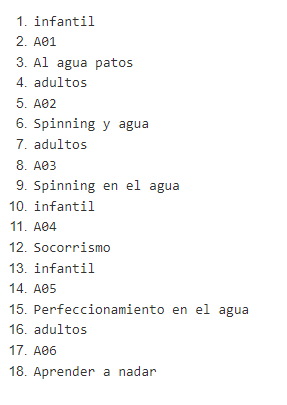 1. infantil
2. A01
3. Al agua patos
4. adultos
5. A02
6. Spinning y agua
7. adultos
8. A03
9. Spinning en el agua
10. infantil
11. A04
12. Socorrismo
13. infantil
14. A05
15. Perfeccionamiento en el agua
16. adultos
17. A06
18. Aprender a nadar